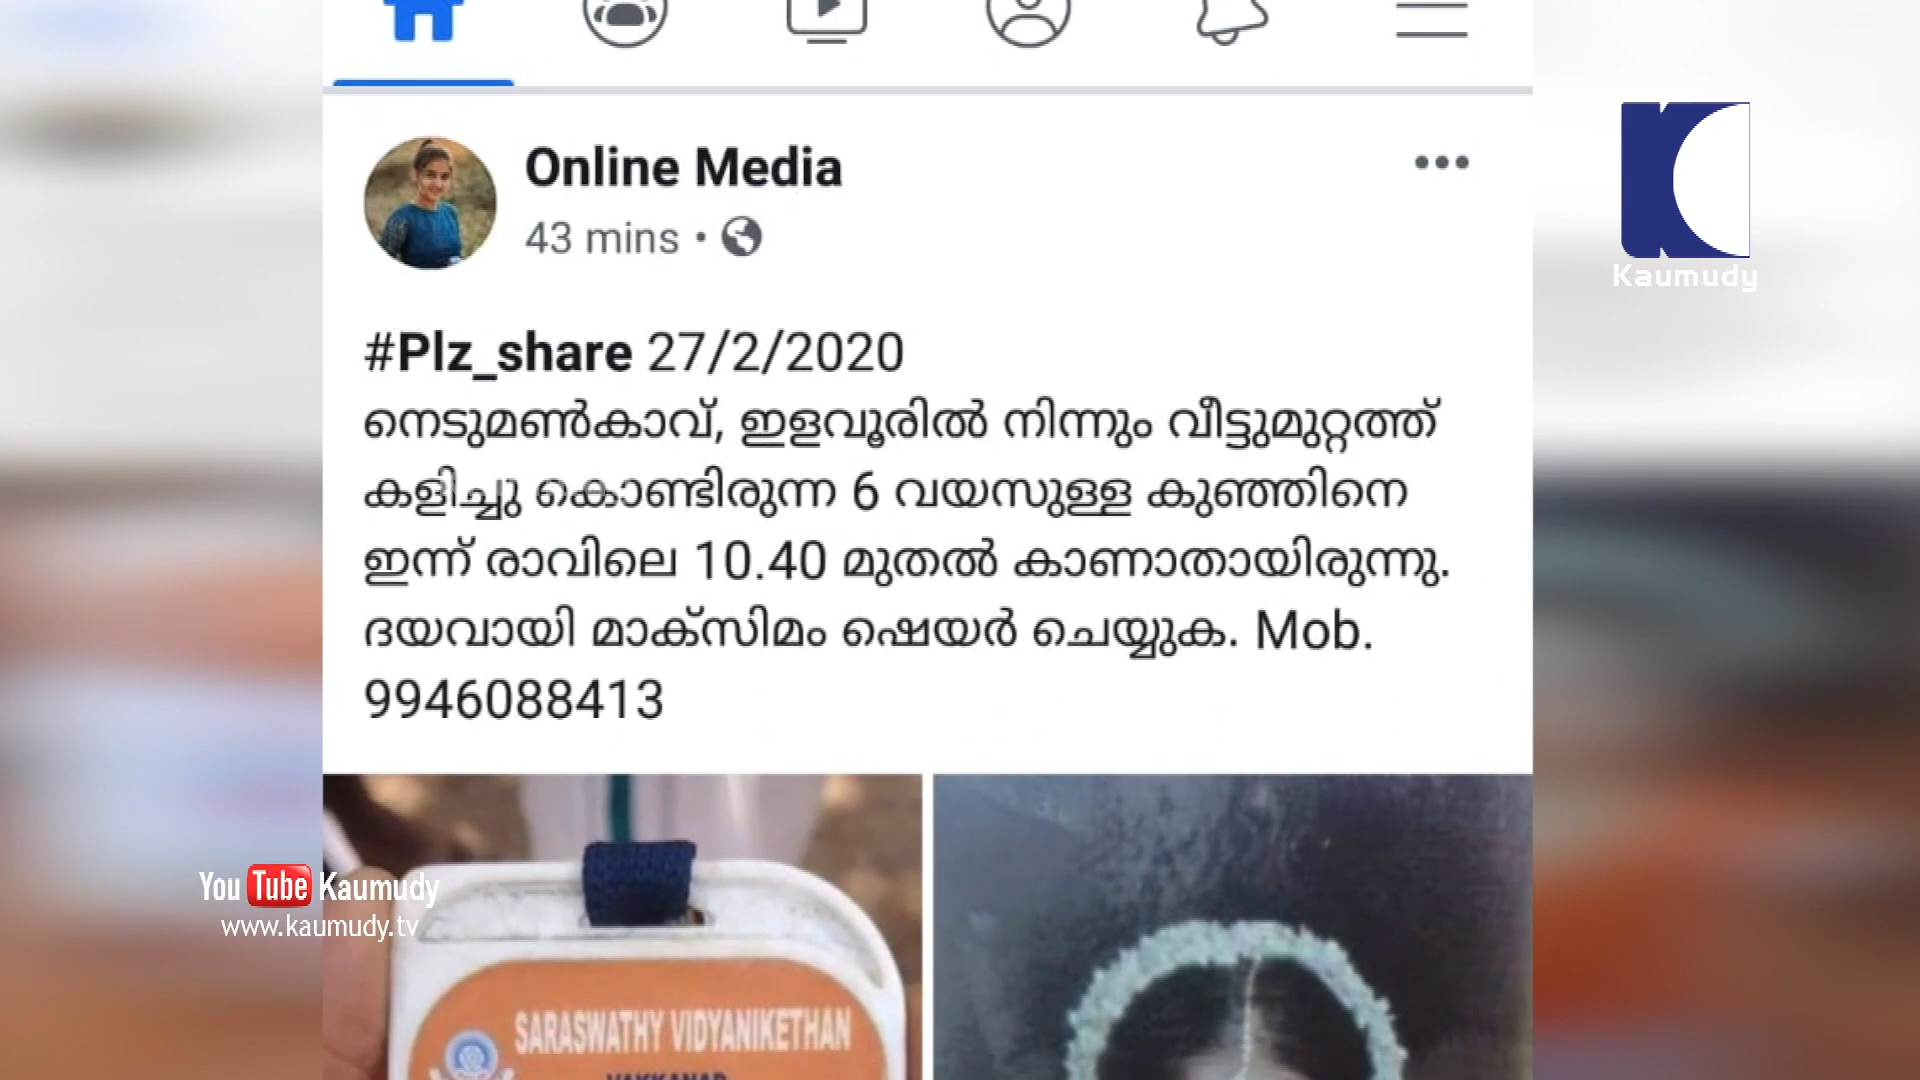 Online Media
43 mins •
#Plz_share 27/2/2020
നെടുമൺകാവ്, ഇളവൂരിൽ നിന്നും വീട്ടുമുറ്റത്ത്
കളിച്ചു കൊണ്ടിരുന്ന 6 വയസുള്ള കുഞ്ഞിനെ
ഇന്ന് രാവിലെ 10.40 മുതൽ കാണാതായിരുന്നു.
ദയവായി മാക്സിമം ഷെയർ ചെയ്യുക. Mob.
9946088413
Kaumudy
You Tube Kaumudy
www.kaumudy.tv
SARASWATHY VIDYANIKETHAN